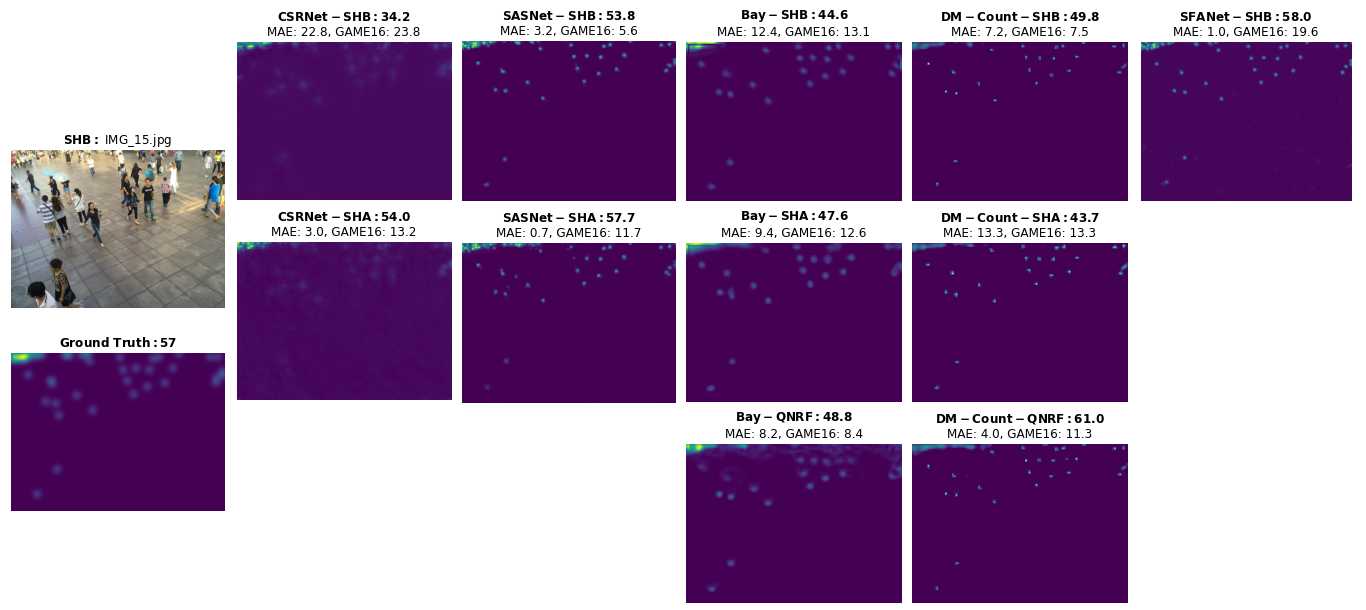 CSRNet − SHB: 34.2
MAE: 22.8, GAME16: 23.8
SASNet − SHB: 53.8
MAE: 3.2, GAME16: 5.6
Bay − SHB: 44.6
MAE: 12.4, GAME16: 13.1
DM − Count − SHB: 49.8
MAE: 7.2, GAME16: 7.5
SFANet − SHB: 58.0
MAE: 1.0, GAME16: 19.6
SHB: IMG_15.jpg
CSRNet − SHA: 54.0
MAE: 3.0, GAME16: 13.2
SASNet − SHA: 57.7
MAE: 0.7, GAME16: 11.7
Bay − SHA: 47.6
MAE: 9.4, GAME16: 12.6
DM − Count − SHA: 43.7
MAE: 13.3, GAME16: 13.3
Ground Truth: 57
Bay − QNRF: 48.8
MAE: 8.2, GAME16: 8.4
DM − Count − QNRF: 61.0
MAE: 4.0, GAME16: 11.3